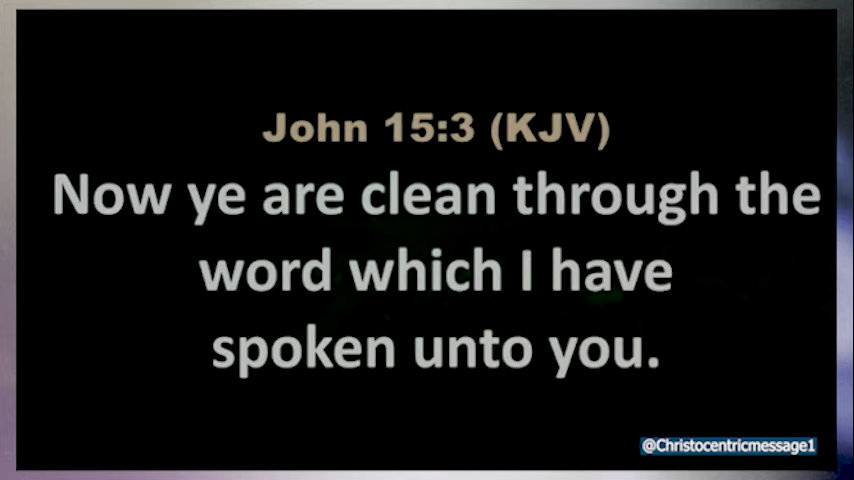 John 15:3 (KJV)
Now ye are clean through the
word which I have
spoken unto you.
@Christocentricmessage1